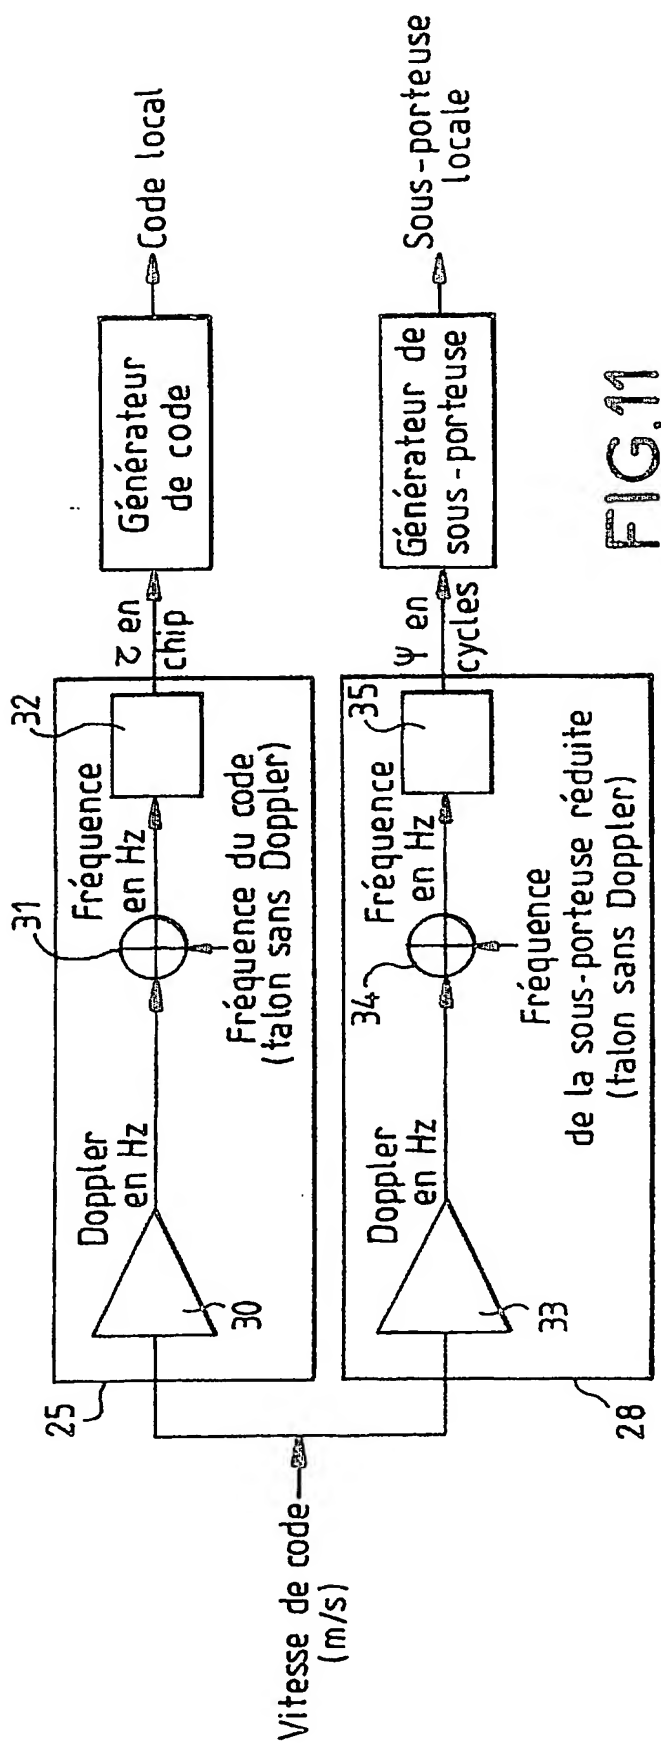 Vitesse de code
(m/s)
25
30
Doppler
en Hz
31
Fréquence
en Hz
Fréquence du code
(talon sans Doppler)
32
τ en
chip
Générateur
de code
Code local
28
33
Doppler
en Hz
34
Fréquence
en Hz
Fréquence
de la sous-porteuse réduite
(talon sans Doppler)
35
Ψ en
cycles
Générateur de
sous-porteuse
Sous-porteuse
locale
FIG.11